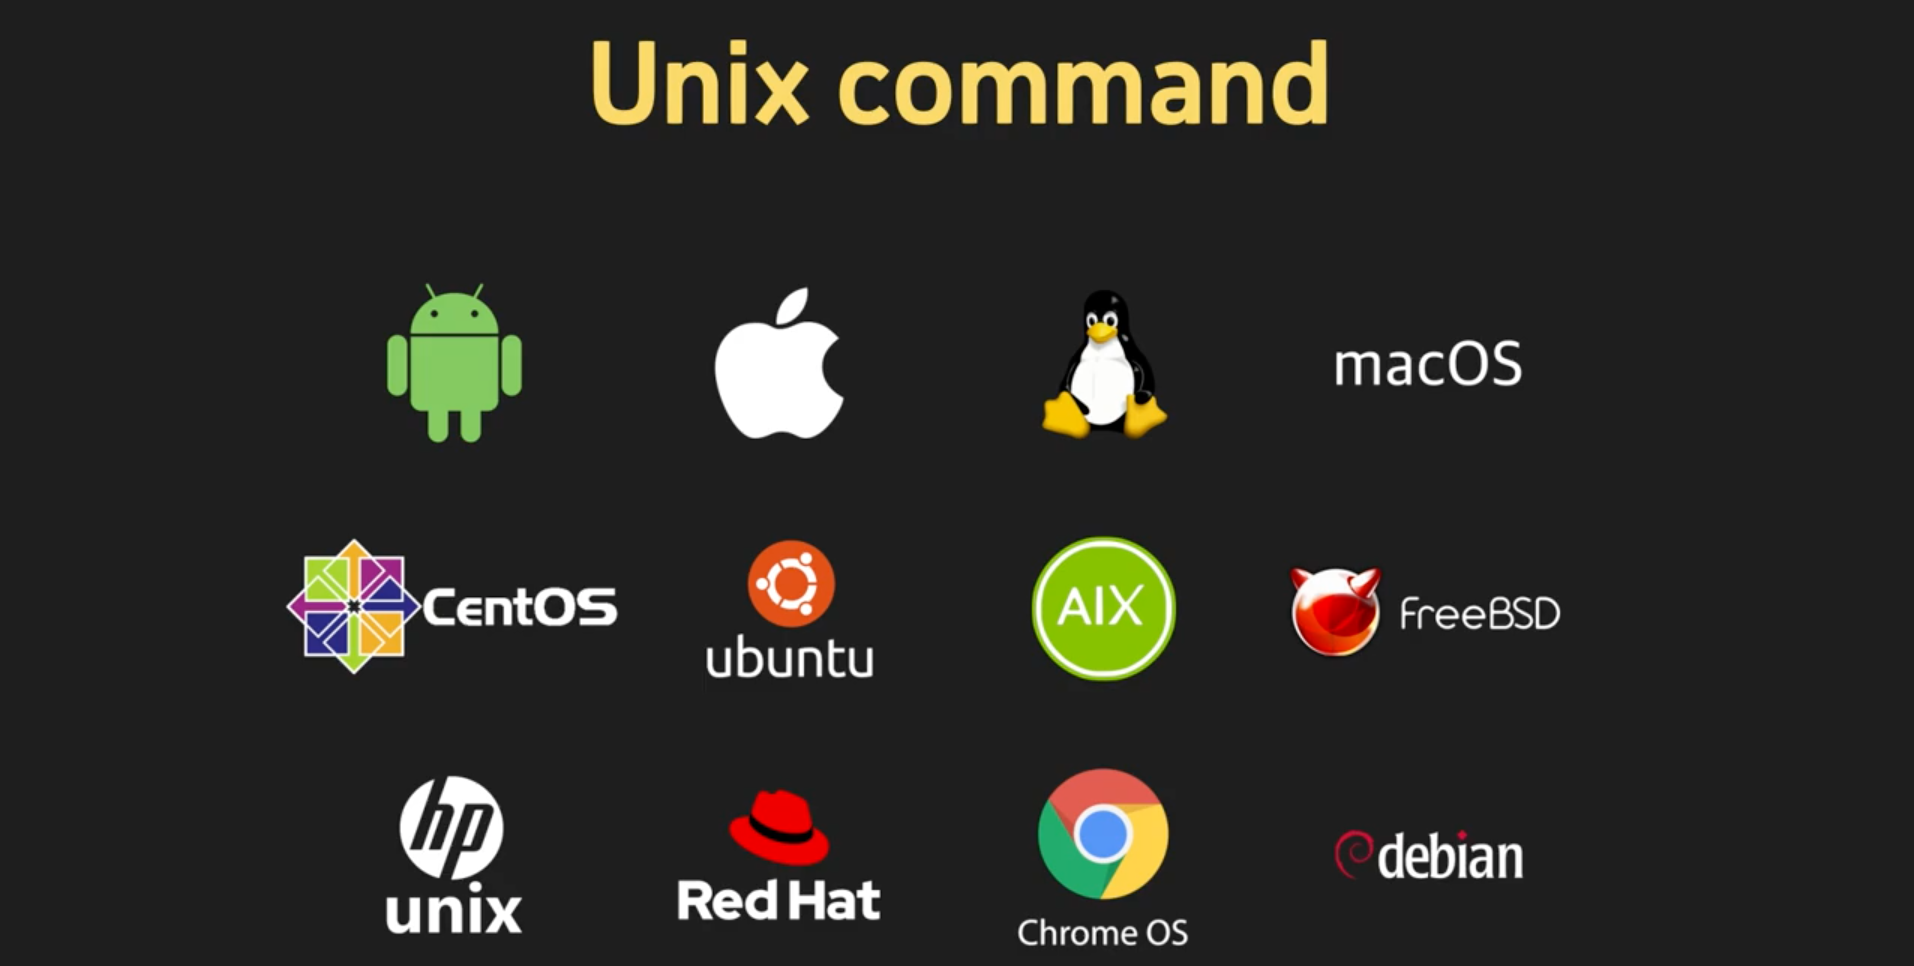 Unix command
macOS
CentOS
ubuntu
AIX
FreeBSD
hp
unix
Red Hat
Chrome OS
debian